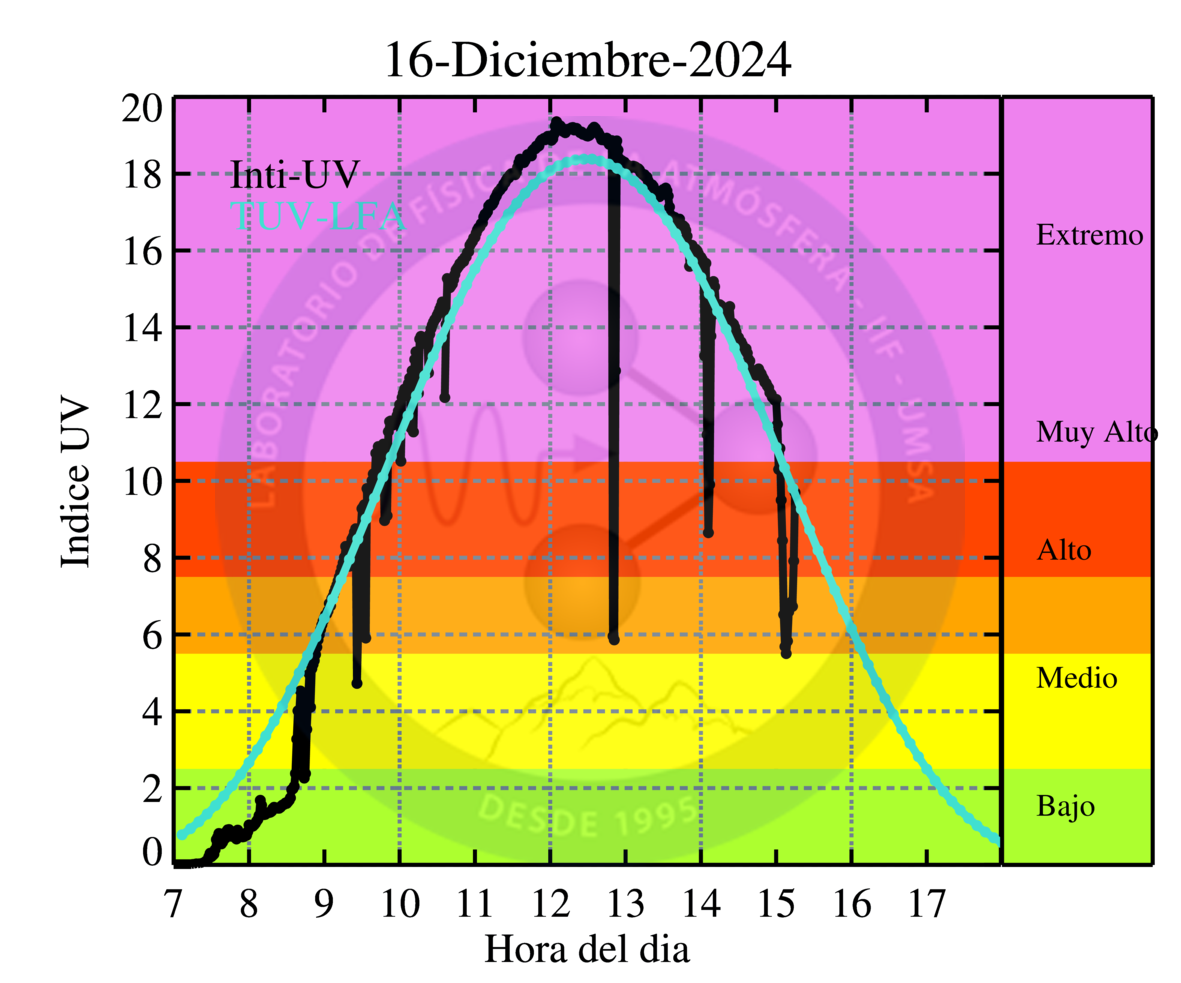 16-Diciembre-2024
20
18
16
14
12
10
8
6
4
2
0
Indice UV
Inti-UV
TUV-LFA
LABORATORIO DE FÍSICA DE LA ATMÓSFERA - IIF - UMSA
DESDE 1995
Extremo
Muy Alto
Alto
Medio
Bajo
7 8 9 10 11 12 13 14 15 16 17
Hora del dia